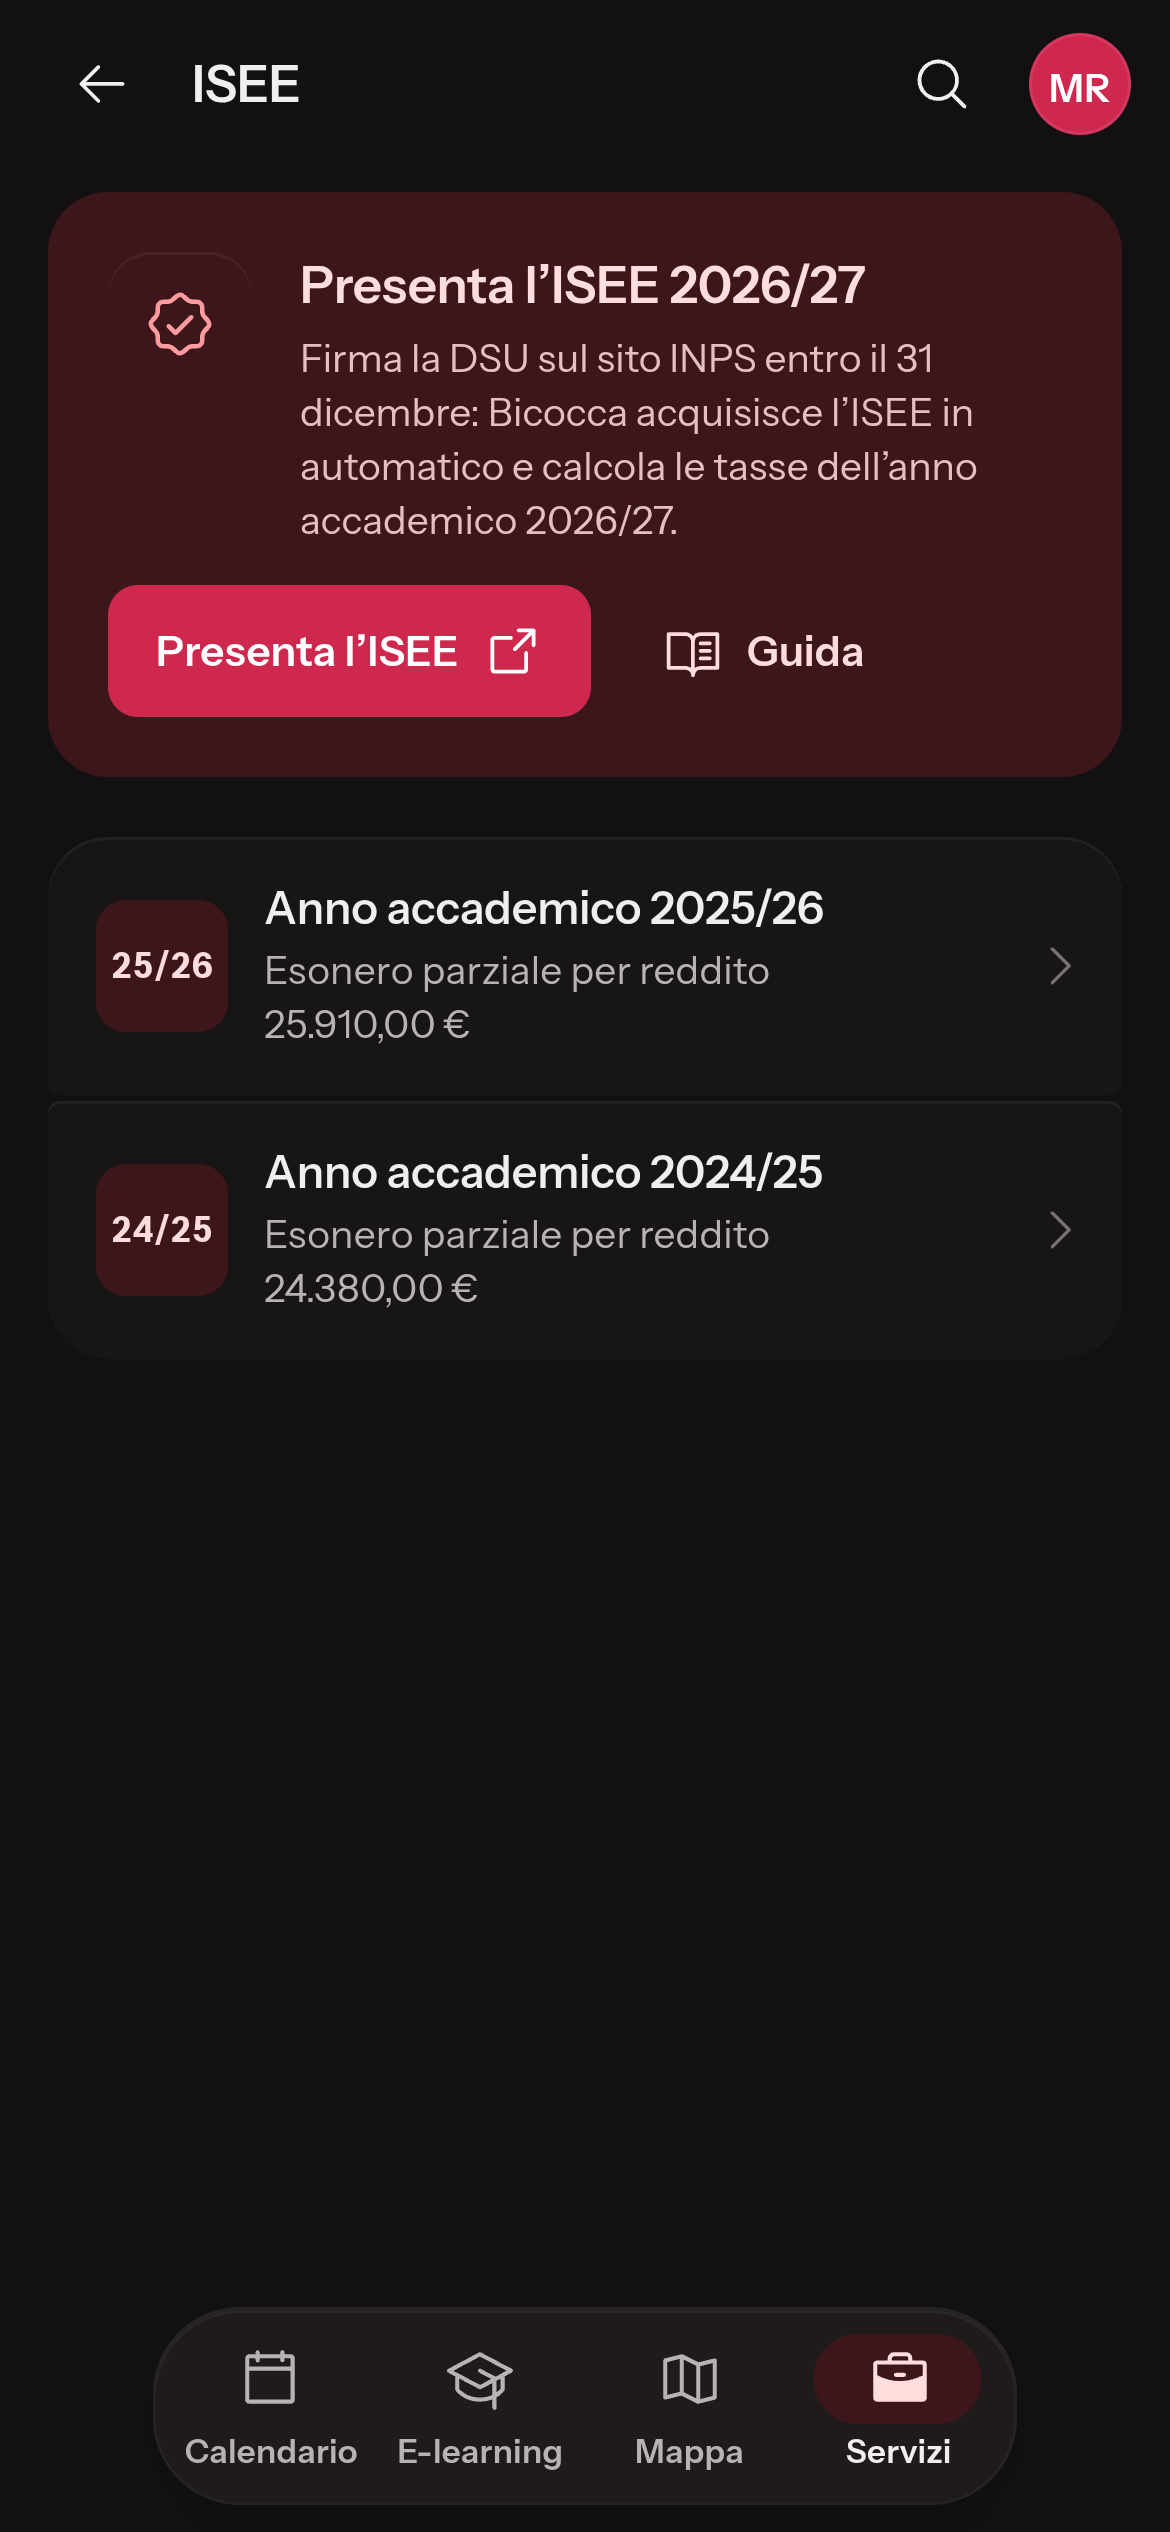 ISEE
MR
Presenta l’ISEE 2026/27
Firma la DSU sul sito INPS entro il 31
dicembre: Bicocca acquisisce l’ISEE in
automatico e calcola le tasse dell’anno
accademico 2026/27.
Presenta l’ISEE
Guida
25/26
Anno accademico 2025/26
Esonero parziale per reddito
25.910,00 €
24/25
Anno accademico 2024/25
Esonero parziale per reddito
24.380,00 €
Calendario
E-learning
Mappa
Servizi